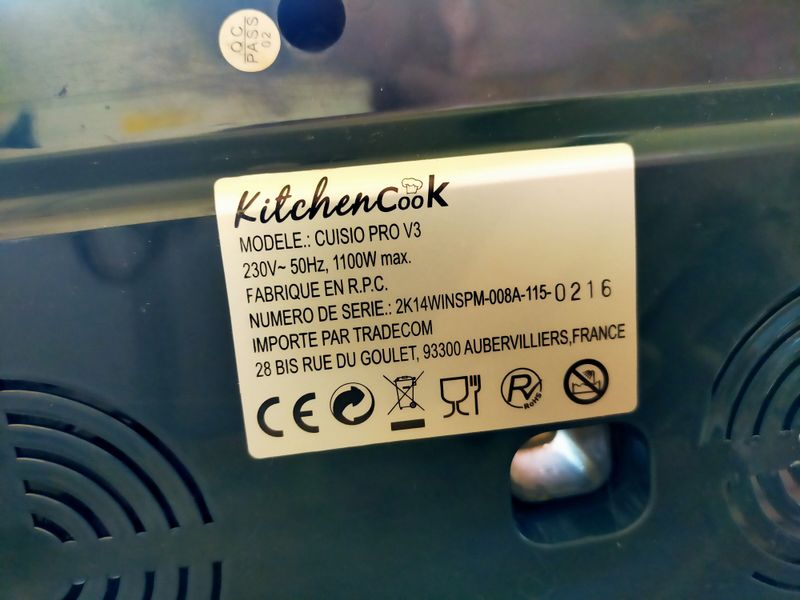 QC
PASS
02
KitchenCook
MODELE.: CUISIO PRO V3
230V~ 50Hz, 1100W max.
FABRIQUE EN R.P.C.
NUMERO DE SERIE.: 2K14WINSPM-008A-115-0216
IMPORTE PAR TRADECOM
28 BIS RUE DU GOULET, 93300 AUBERVILLIERS,FRANCE
CE
R
RoHS